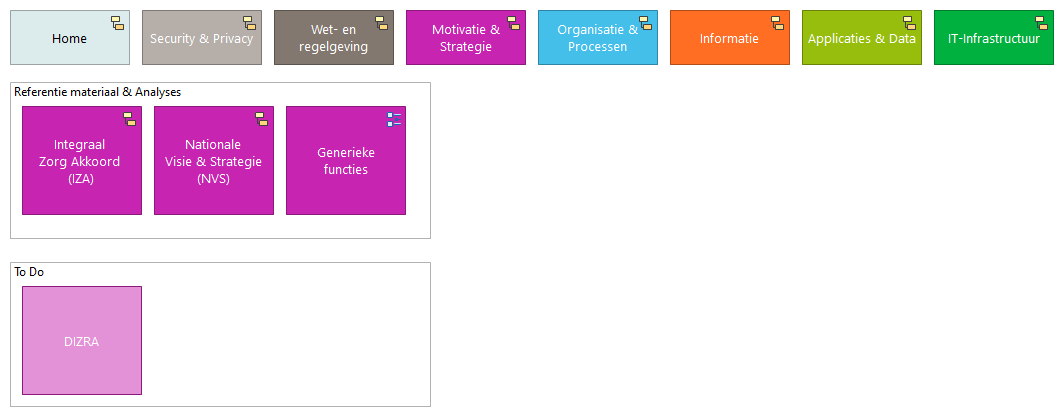 Home
Security & Privacy
Wet- en
regelgeving
Motivatie &
Strategie
Organisatie &
Processen
Informatie
Applicaties & Data
IT-Infrastructuur
Referentie materiaal & Analyses
Integraal
Zorg Akkoord
(IZA)
Nationale
Visie & Strategie
(NVS)
Generieke
functies
To Do
DIZRA